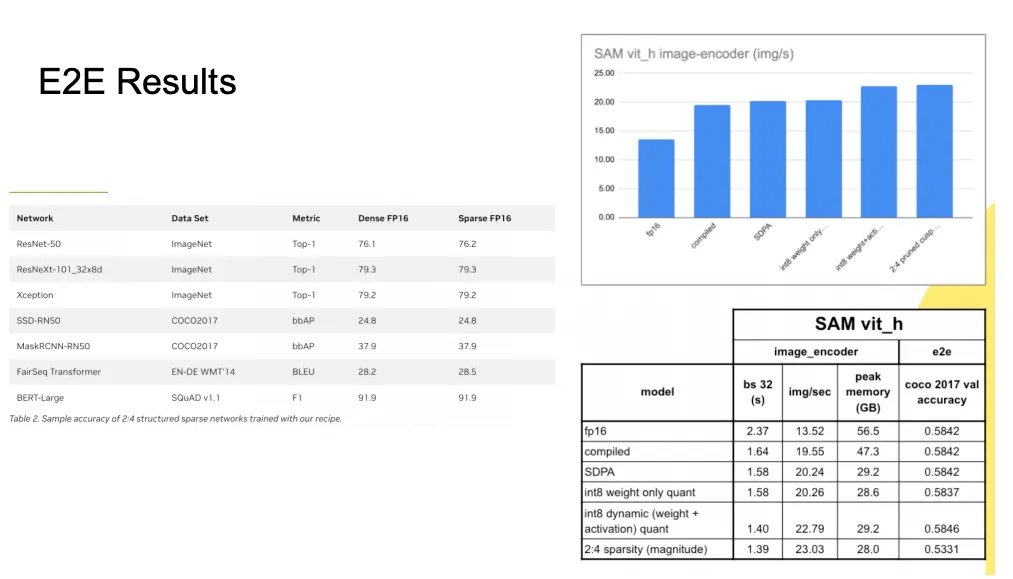 E2E Results
Network Data Set Metric Dense FP16 Sparse FP16
ResNet-50 ImageNet Top-1 76.1 76.2
ResNeXt-101_32x8d ImageNet Top-1 79.3 79.3
Xception ImageNet Top-1 79.2 79.2
SSD-RN50 COCO2017 bbAP 24.8 24.8
MaskRCNN-RN50 COCO2017 bbAP 37.9 37.9
FairSeq Transformer EN-DE WMT'14 BLEU 28.2 28.5
BERT-Large SQuAD v1.1 F1 91.9 91.9
Table 2. Sample accuracy of 2:4 structured sparse networks trained with our recipe.
SAM vit_h image-encoder (img/s)
25.00
20.00
15.00
10.00
5.00
0.00
fp16
compiled
SDPA
int8 weight only…
int8 weight+acti…
2:4 pruned cusp…
SAM vit_h
image_encoder e2e
model bs 32 (s) img/sec peak memory (GB) coco 2017 val accuracy
fp16 2.37 13.52 56.5 0.5842
compiled 1.64 19.55 47.3 0.5842
SDPA 1.58 20.24 29.2 0.5842
int8 weight only quant 1.58 20.26 28.6 0.5837
int8 dynamic (weight +
activation) quant 1.40 22.79 29.2 0.5846
2:4 sparsity (magnitude) 1.39 23.03 28.0 0.5331